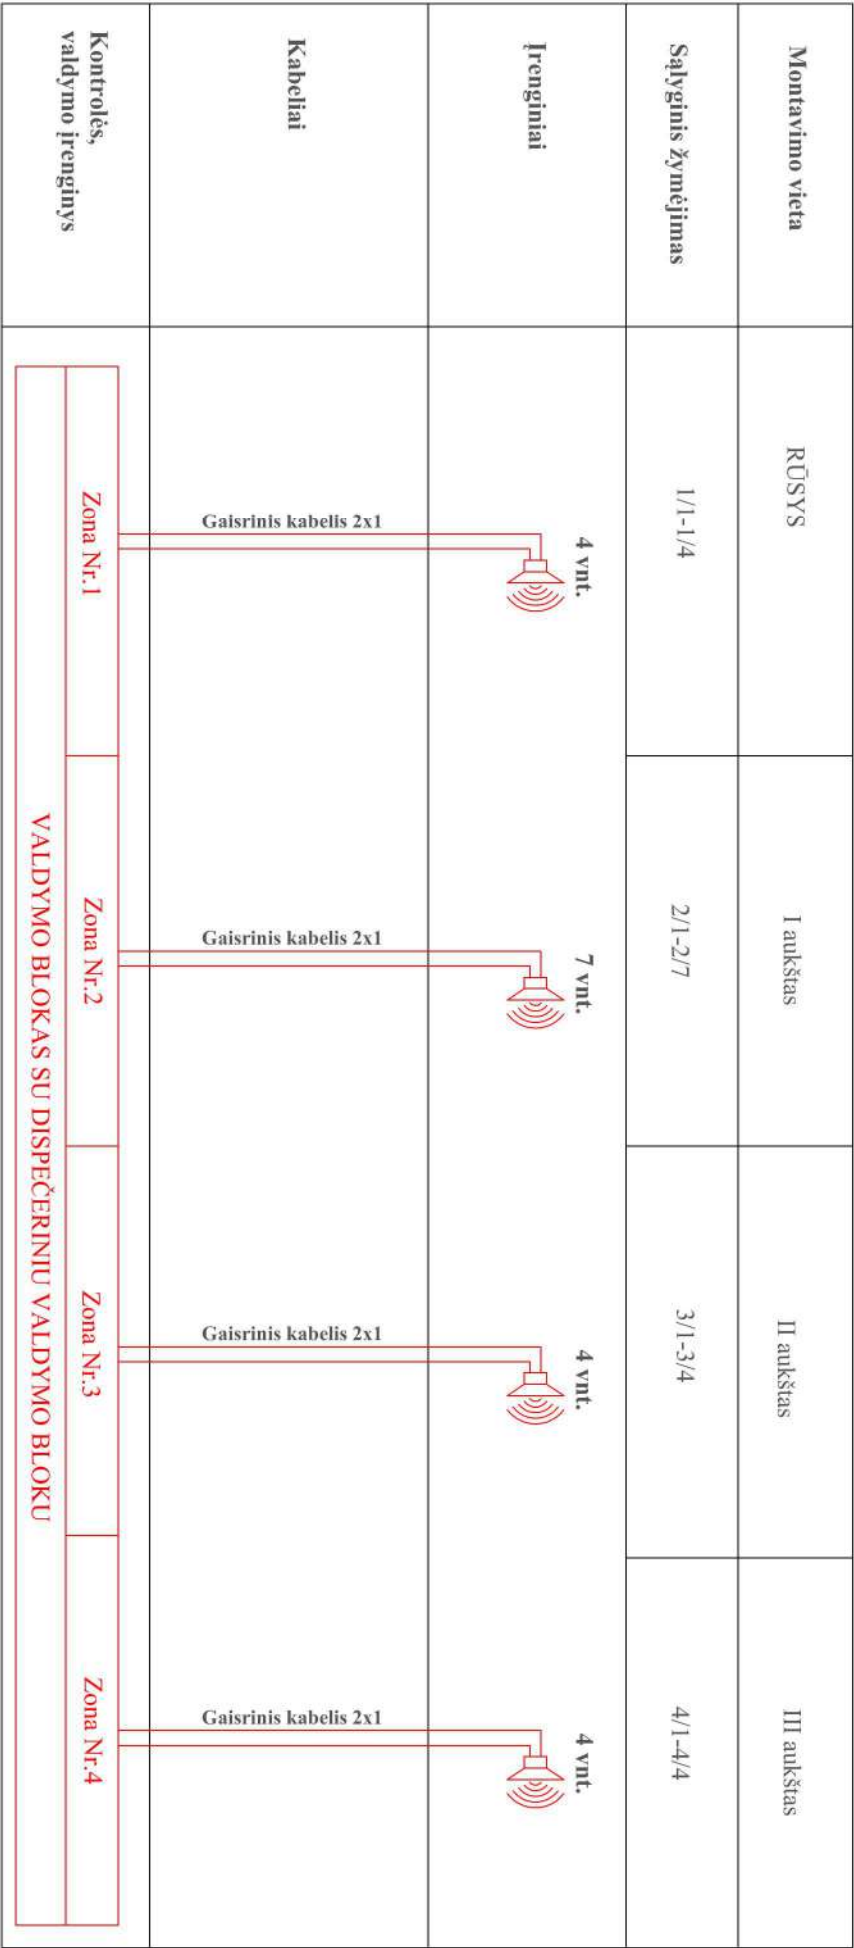 Montavimo vieta
RŪSYS
I aukštas
II aukštas
III aukštas
Sąlyginis žymėjimas
1/1-1/4
2/1-2/7
3/1-3/4
4/1-4/4
Įrenginiai
4 vnt.
7 vnt.
4 vnt.
4 vnt.
Kabeliai
Gaisrinis kabelis 2x1
Gaisrinis kabelis 2x1
Gaisrinis kabelis 2x1
Gaisrinis kabelis 2x1
Kontrolės,
valdymo įrenginys
Zona Nr.1
Zona Nr.2
Zona Nr.3
Zona Nr.4
VALDYMO BLOKAS SU DISPEČERINIU VALDYMO BLOKU